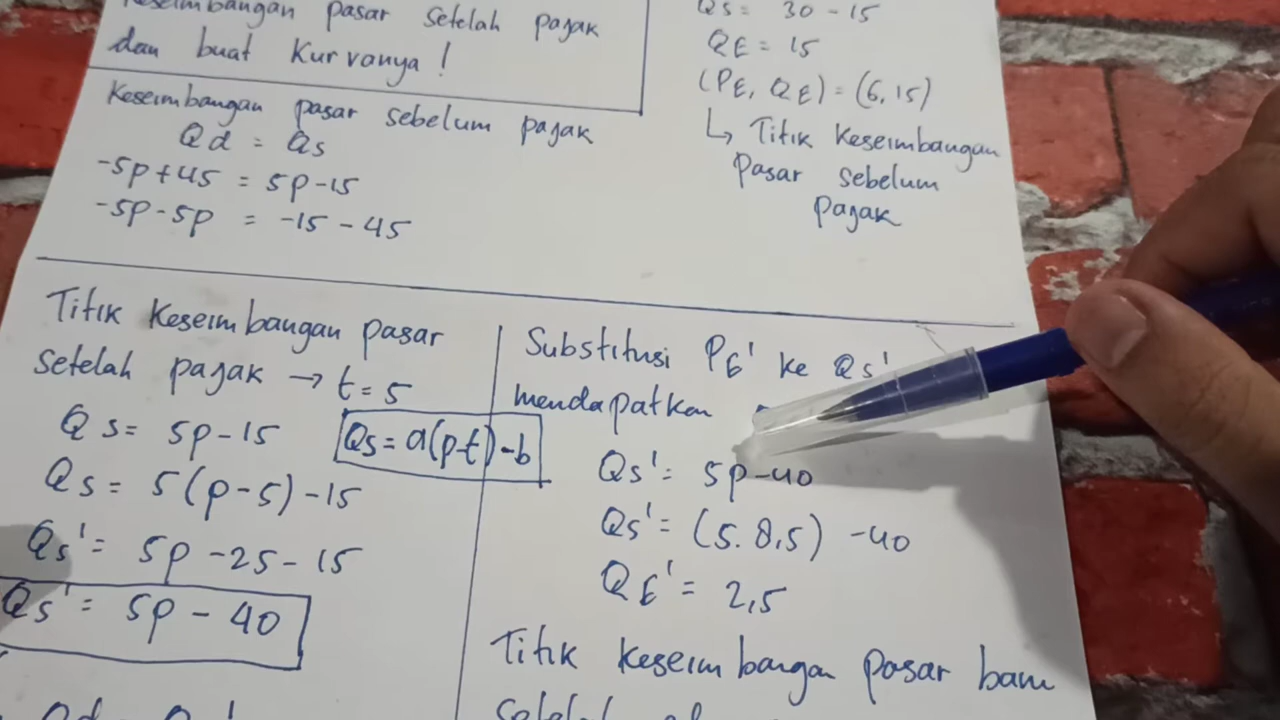 Keseimbangan pasar setelah pajak
dan buat Kurvanya!
Keseimbangan pasar sebelum pajak
Qd = Qs
-5p+45 = 5p-15
-5p-5p = -15-45
Qs = 30-15
QE = 15
(PE, QE) = (6,15)
↳ Titik Keseimbangan
Pasar sebelum
Pajak
Titik Keseimbangan pasar
setelah pajak → t = 5
Qs = 5p-15
Qs = a(p-t)-b
Qs = 5(p-5)-15
Qs' = 5p-25-15
Qs' = 5p-40
Substitusi PE' ke Qs'
mendapatkan
Qs' = 5p-40
Qs' = (5.8,5) -40
QE' = 2,5
Titik keseimbangan pasar baru